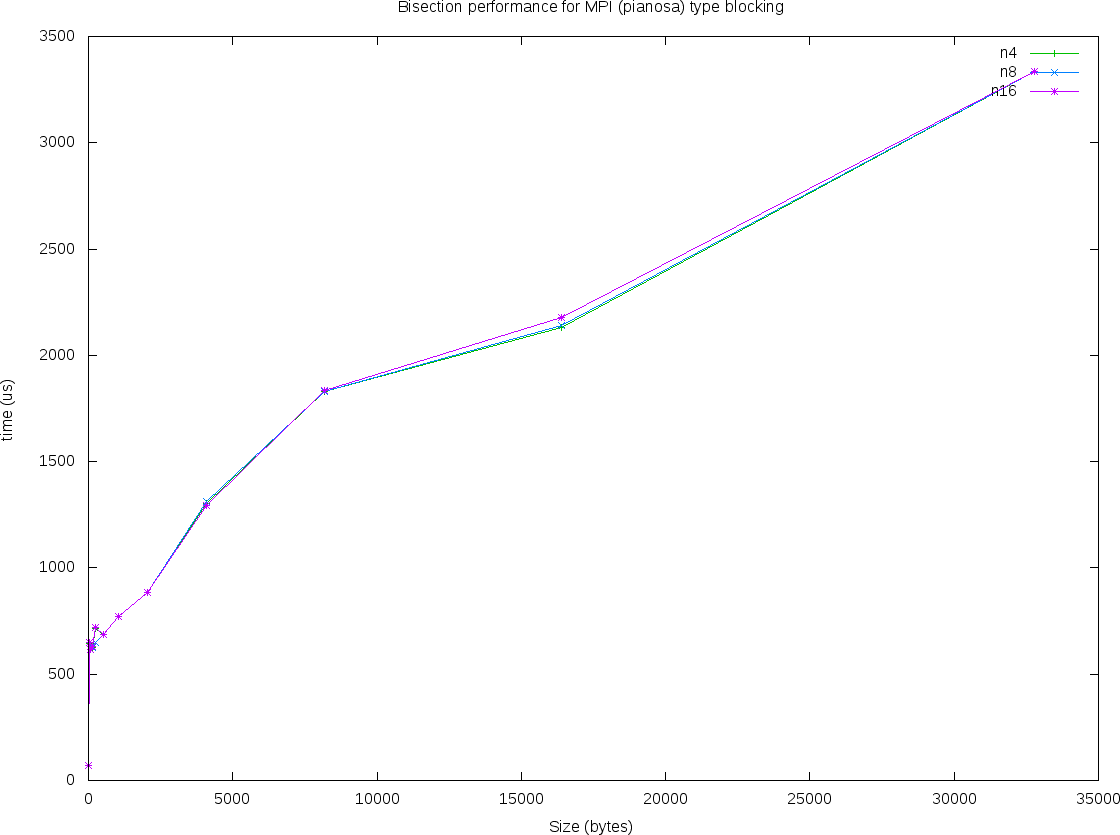 Bisection performance for MPI (pianosa) type blocking
3500
3000
2500
2000
1500
1000
500
0
time (us)
n4
n8
n16
0 5000 10000 15000 20000 25000 30000 35000
Size (bytes)